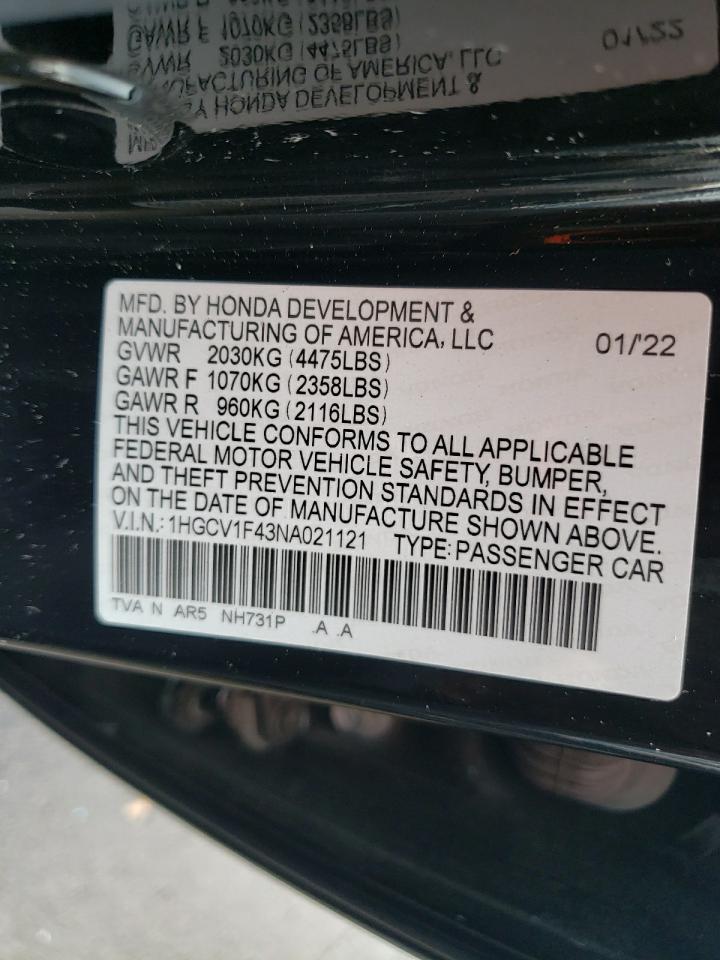 MFD. BY HONDA DEVELOPMENT &
MANUFACTURING OF AMERICA, LLC 01/'22
GVWR 2030KG (4475LBS)
GAWR F 1070KG (2358LBS)
GAWR R 960KG (2116LBS)
THIS VEHICLE CONFORMS TO ALL APPLICABLE
FEDERAL MOTOR VEHICLE SAFETY, BUMPER,
AND THEFT PREVENTION STANDARDS IN EFFECT
ON THE DATE OF MANUFACTURE SHOWN ABOVE.
V.I.N.: 1HGCV1F43NA021121 TYPE: PASSENGER CAR
TVA N AR5 NH731P .A .A